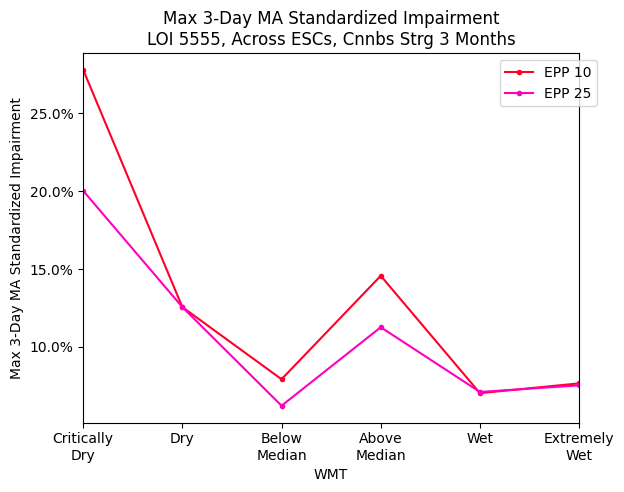 Max 3-Day MA Standardized Impairment
LOI 5555, Across ESCs, Cnnbs Strg 3 Months
EPP 10
EPP 25
Max 3-Day MA Standardized Impairment
25.0%
20.0%
15.0%
10.0%
Critically
Dry
Dry
Below
Median
Above
Median
Wet
Extremely
Wet
WMT